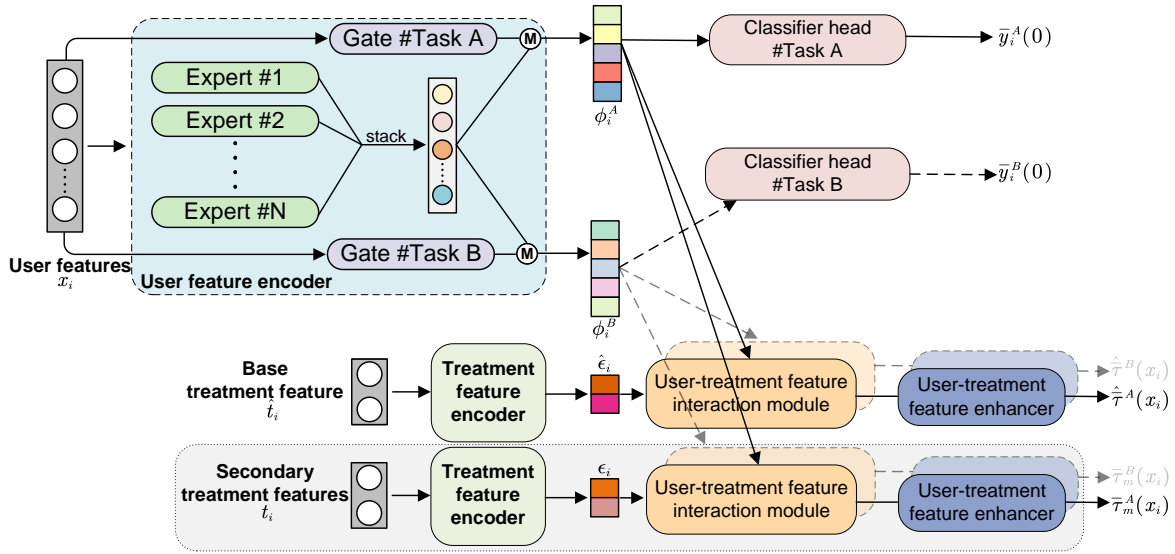 Gate #Task A
Expert #1
Expert #2
Expert #N
stack
Gate #Task B
M
M
User features
x_i
User feature encoder
ϕ_i^A
ϕ_i^B
Classifier head
#Task A
ȳ_i^A(0)
Classifier head
#Task B
ȳ_i^B(0)
Base
treatment feature
t̂_i
Treatment
feature
encoder
ϵ̂_i
User-treatment feature
interaction module
User-treatment
feature enhancer
τ̄̂^B(x_i)
τ̄̂^A(x_i)
Secondary
treatment features
t_i
Treatment
feature
encoder
ϵ_i
User-treatment feature
interaction module
User-treatment
feature enhancer
τ̄_m^B(x_i)
τ̄_m^A(x_i)